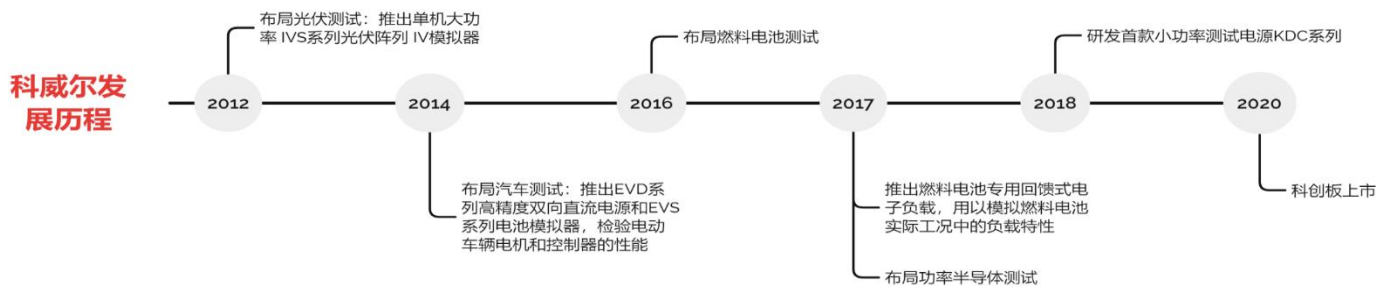 科威尔发
展历程
2012
布局光伏测试：推出单机大功
率 IVS系列光伏阵列 IV模拟器
2014
布局汽车测试：推出EVD系
列高精度双向直流电源和EVS
系列电池模拟器，检验电动
车辆电机和控制器的性能
2016
布局燃料电池测试
2017
推出燃料电池专用回馈式电
子负载，用以模拟燃料电池
实际工况中的负载特性
布局功率半导体测试
2018
研发首款小功率测试电源KDC系列
2020
科创板上市